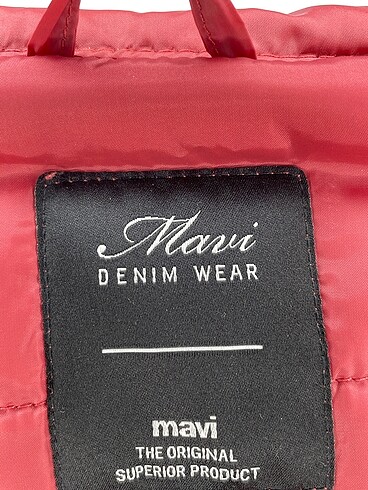 Mavi
DENIM WEAR
mavi
THE ORIGINAL
SUPERIOR PRODUCT